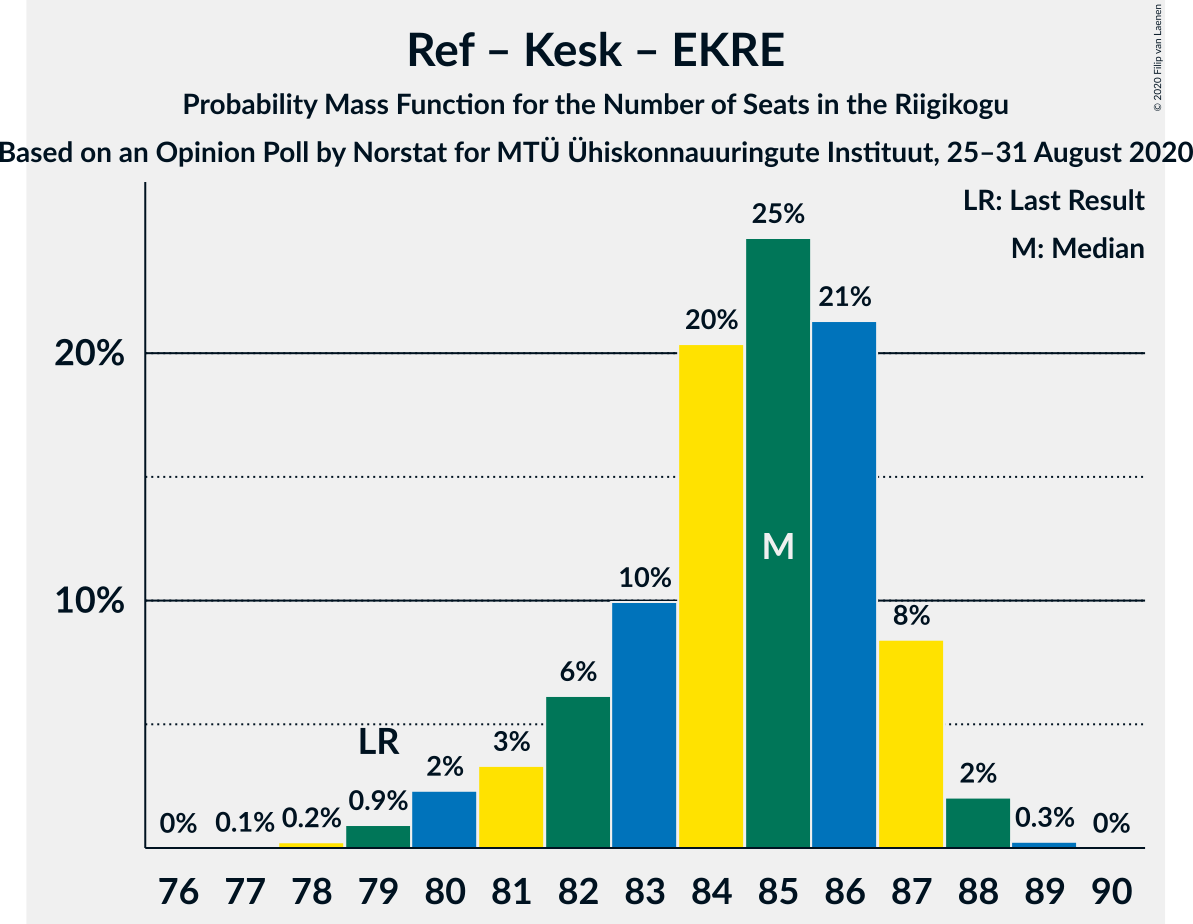 Ref – Kesk – EKRE
Probability Mass Function for the Number of Seats in the Riigikogu
Based on an Opinion Poll by Norstat for MTÜ Ühiskonnauuringute Instituut, 25–31 August 2020
© 2020 Filip van Laenen
LR: Last Result
M: Median
25%
21%
20%
20%
M
10%
10%
8%
6%
LR
3%
2%
2%
0.9%
0% 0.1% 0.2% 0.3% 0%
76 77 78 79 80 81 82 83 84 85 86 87 88 89 90